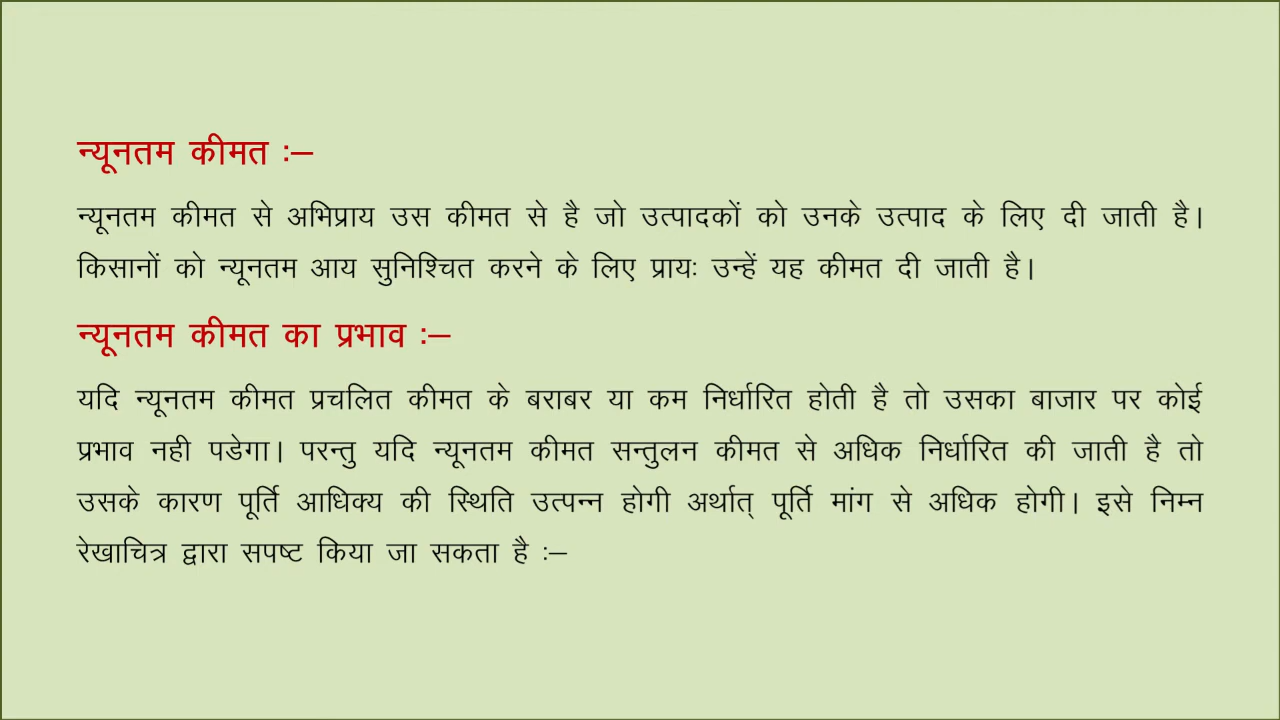 न्यूनतम कीमत :–
न्यूनतम कीमत से अभिप्राय उस कीमत से है जो उत्पादकों को उनके उत्पाद के लिए दी जाती है।
किसानों को न्यूनतम आय सुनिश्चित करने के लिए प्रायः उन्हें यह कीमत दी जाती है।
न्यूनतम कीमत का प्रभाव :–
यदि न्यूनतम कीमत प्रचलित कीमत के बराबर या कम निर्धारित होती है तो उसका बाजार पर कोई
प्रभाव नही पडेगा। परन्तु यदि न्यूनतम कीमत सन्तुलन कीमत से अधिक निर्धारित की जाती है तो
उसके कारण पूर्ति आधिक्य की स्थिति उत्पन्न होगी अर्थात् पूर्ति मांग से अधिक होगी। इसे निम्न
रेखाचित्र द्वारा सपष्ट किया जा सकता है :–